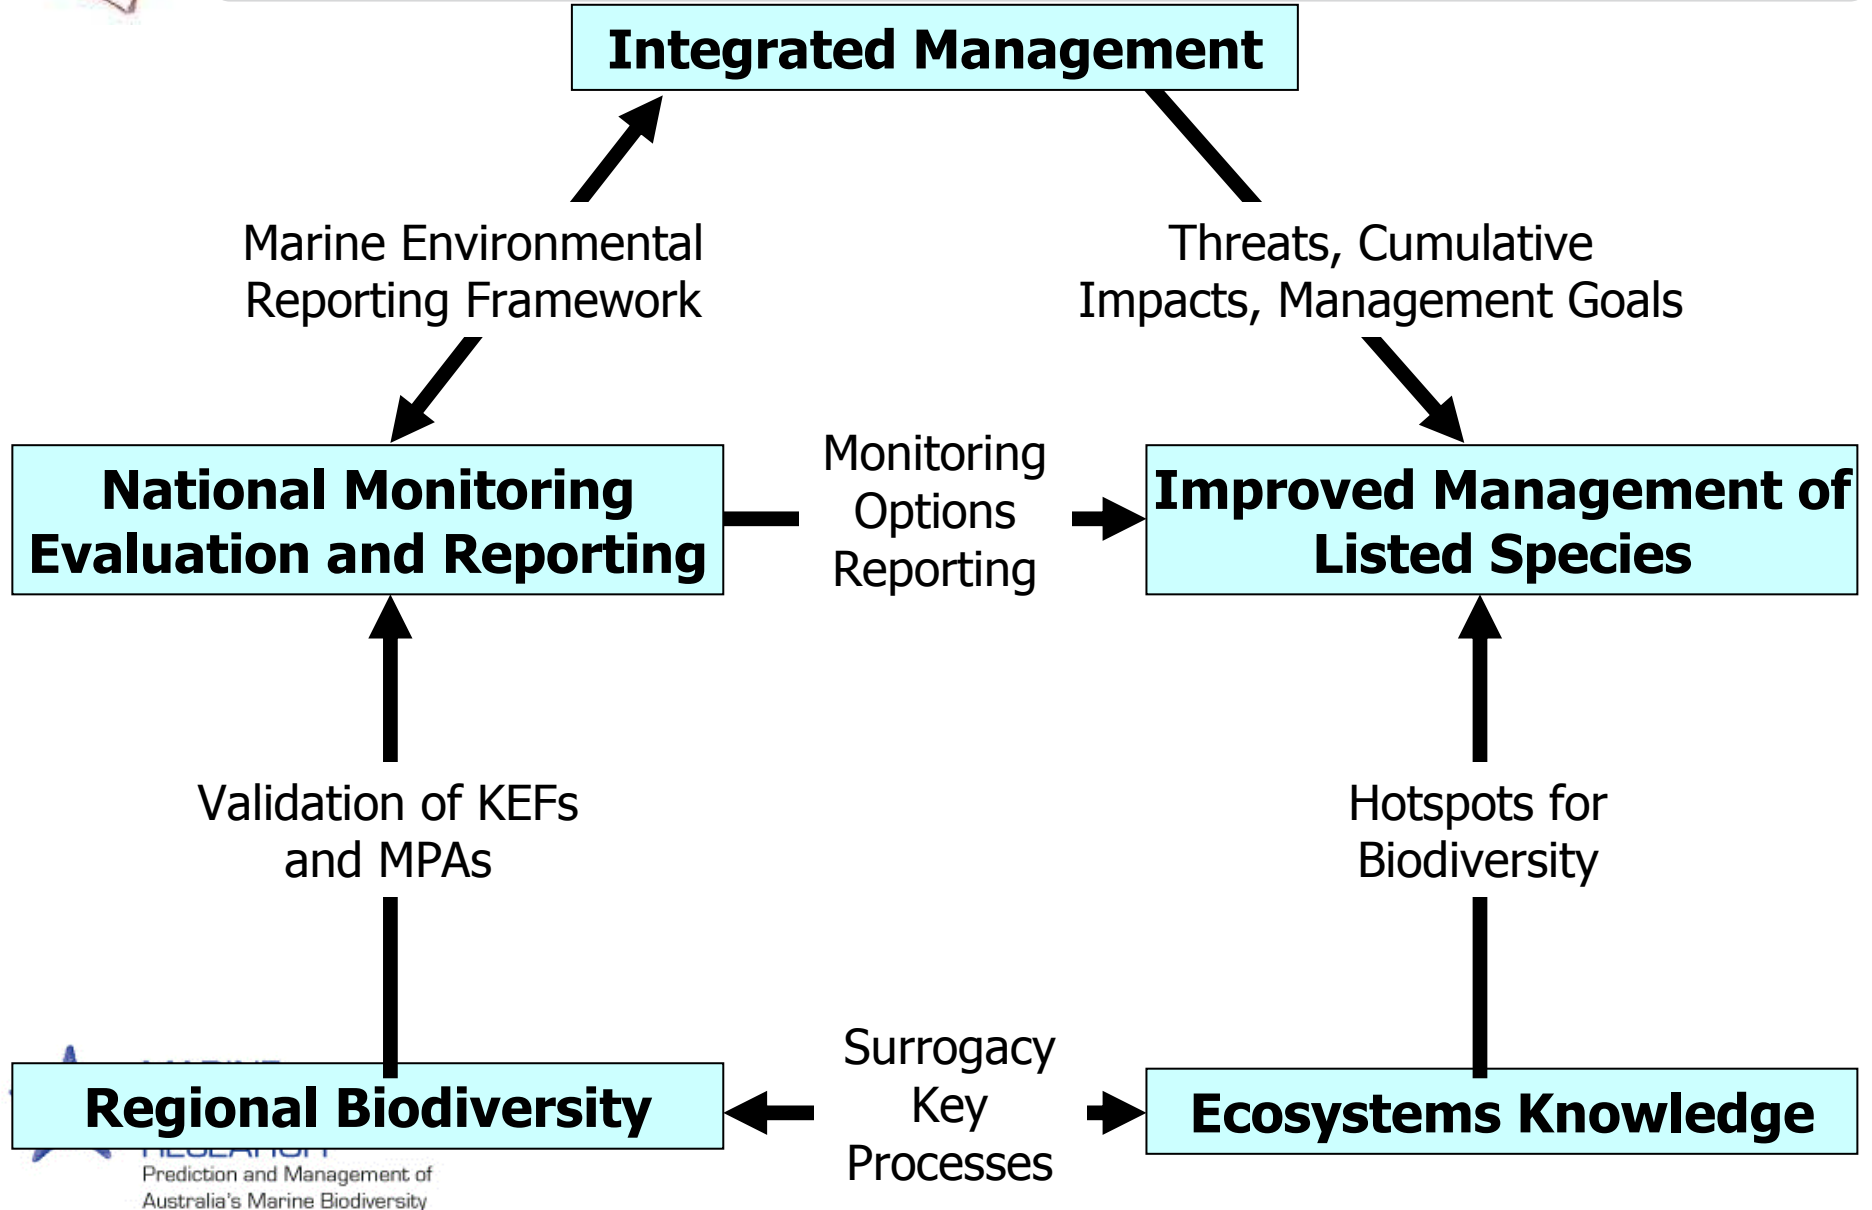 Integrated Management
Marine Environmental
Reporting Framework
Threats, Cumulative
Impacts, Management Goals
National Monitoring
Evaluation and Reporting
Monitoring
Options
Reporting
Improved Management of
Listed Species
Validation of KEFs
and MPAs
Hotspots for
Biodiversity
Regional Biodiversity
Surrogacy
Key
Processes
Ecosystems Knowledge
Prediction and Management of
Australia's Marine Biodiversity